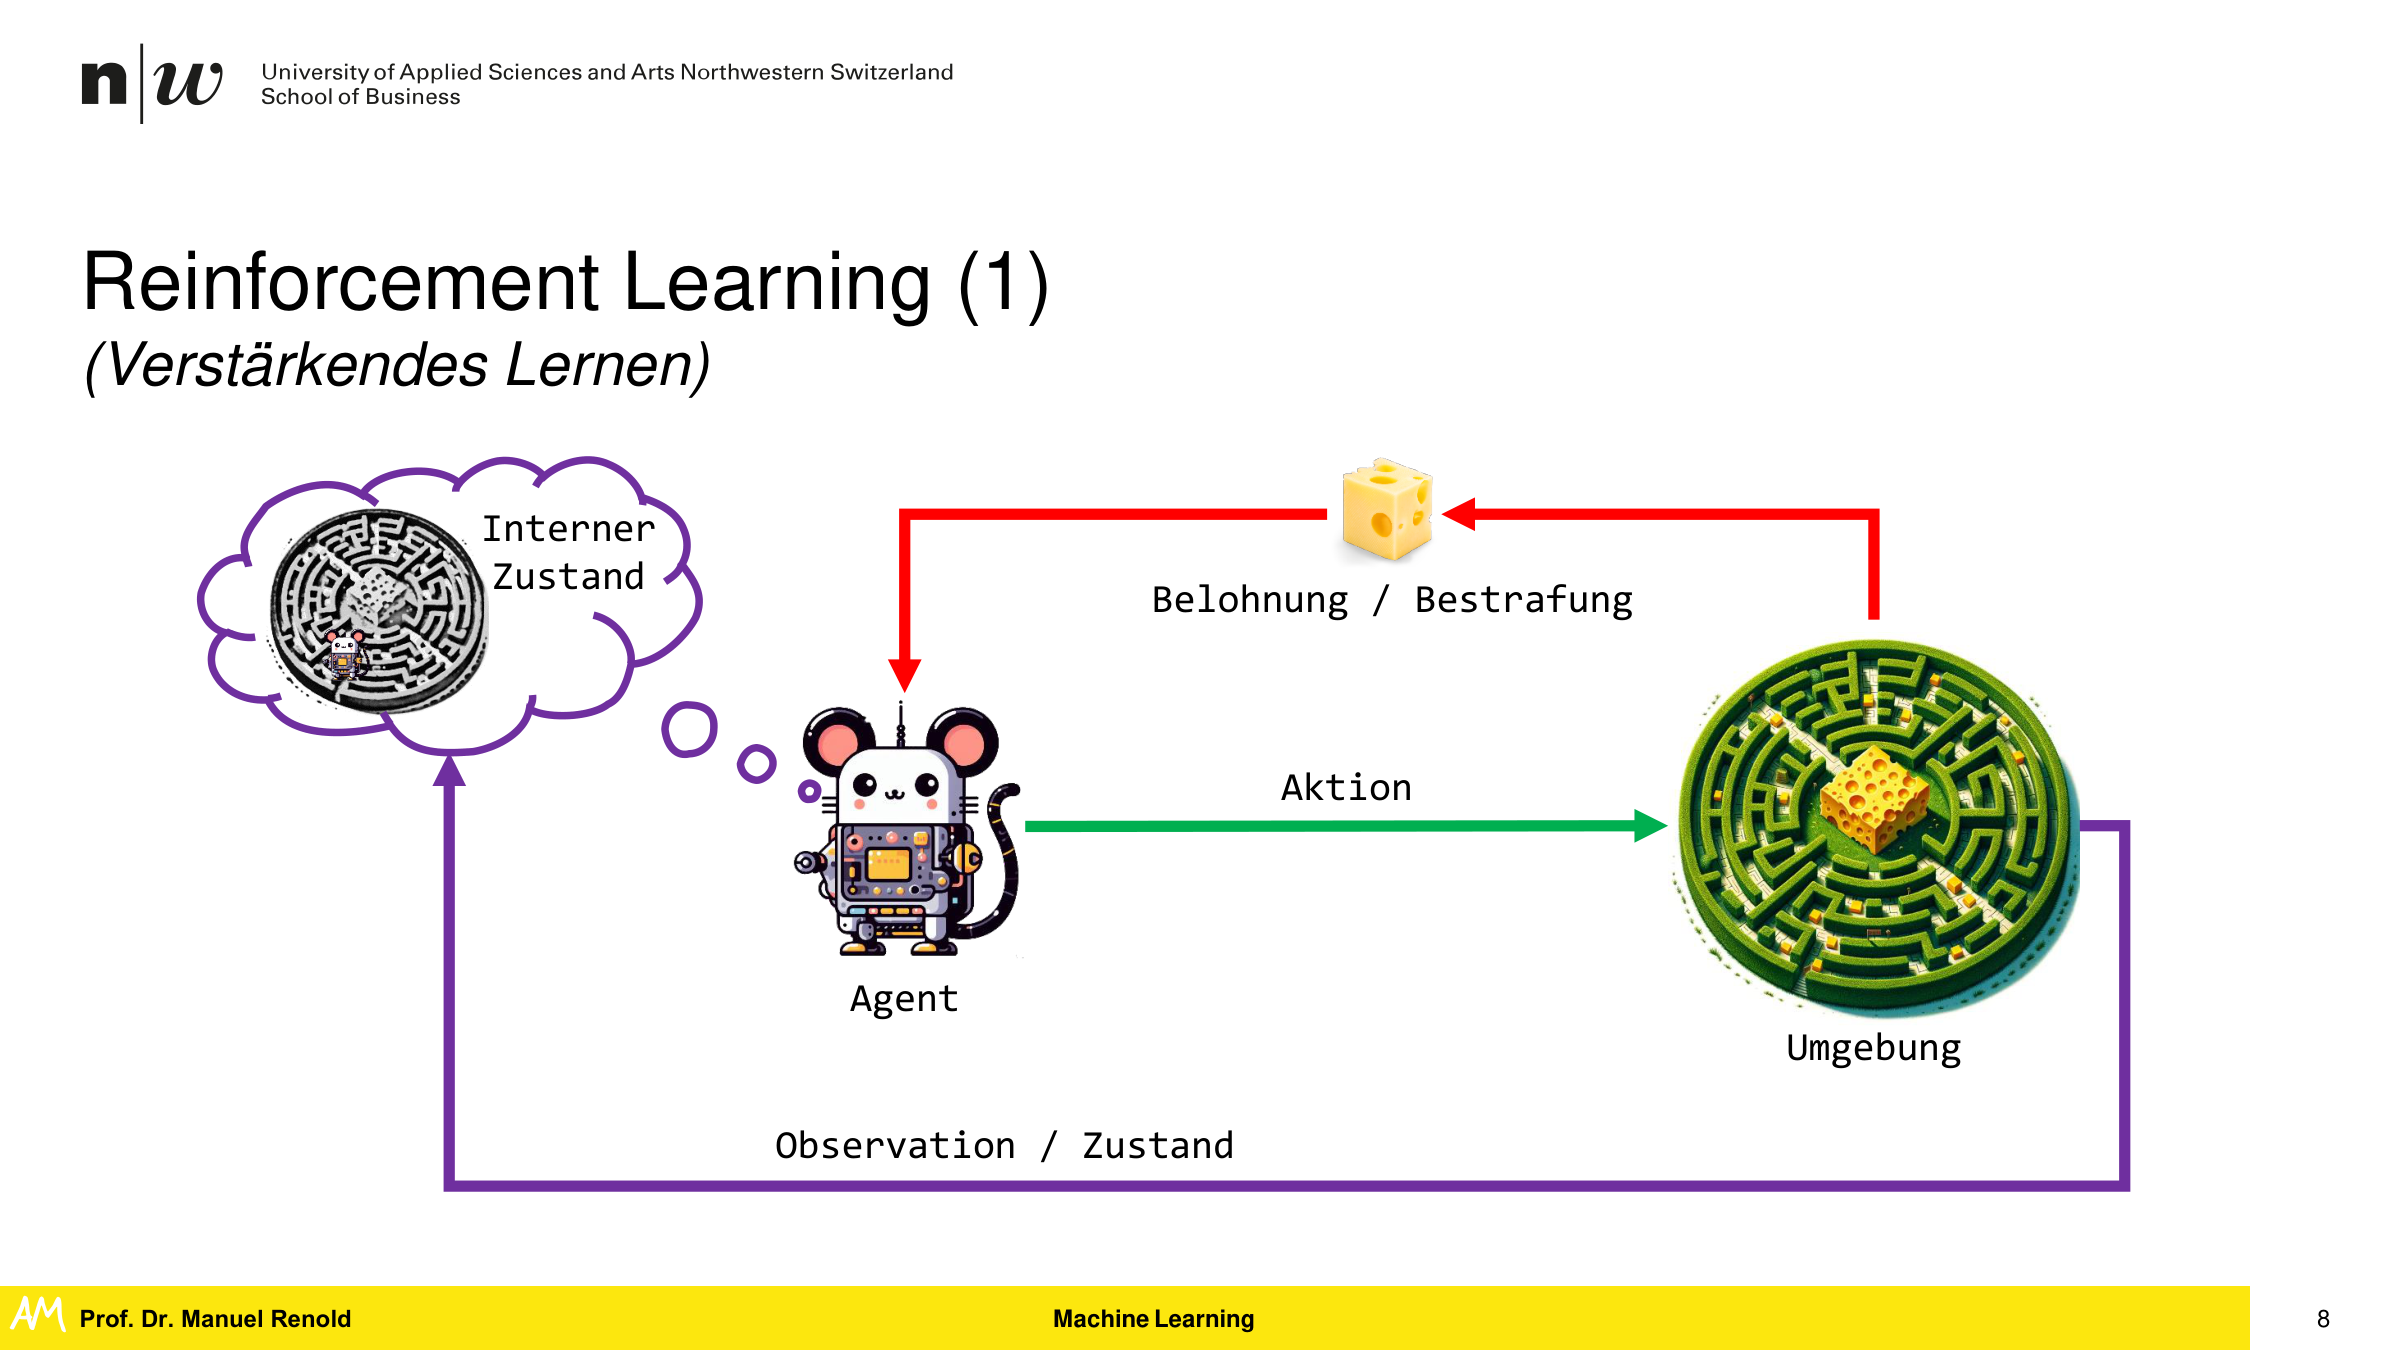 n|w
University of Applied Sciences and Arts Northwestern Switzerland
School of Business
Reinforcement Learning (1)
(Verstärkendes Lernen)
Interner
Zustand
Belohnung / Bestrafung
Aktion
Agent
Umgebung
Observation / Zustand
AM
Prof. Dr. Manuel Renold
Machine Learning
8